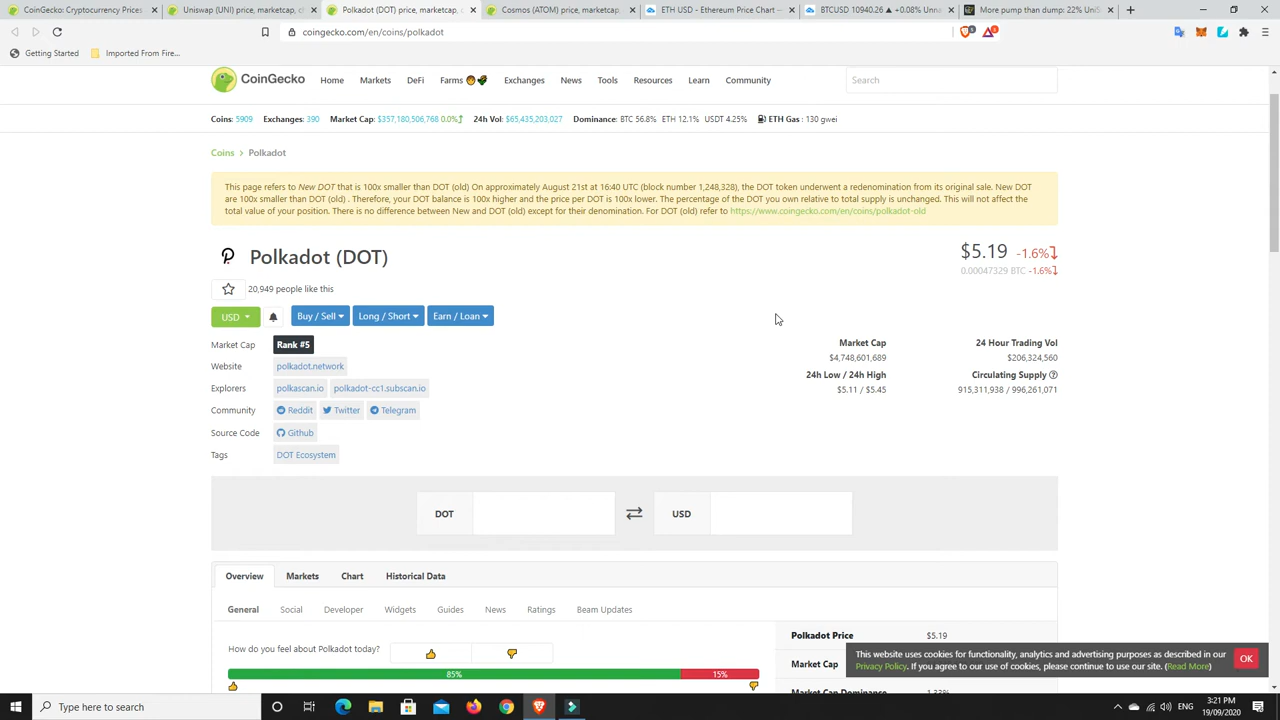 CoinGecko: Cryptocurrency Prices
Uniswap (UNI) price, marketcap, c
Polkadot (DOT) price, marketcap, c
Cosmos (ATOM) price, marketcap,
ETH USD – Ethereum Price Chart —
BTCUSD 10940.26 ▲ +0.08% Unna
More pump than dump: 22% UniS
coingecko.com/en/coins/polkadot
Getting Started
Imported From Fire...
CoinGecko
Home
Markets
DeFi
Farms
Exchanges
News
Tools
Resources
Learn
Community
Search
Coins: 5909 Exchanges: 390 Market Cap: $357,180,506,768 0.0% 24h Vol: $65,435,203,027 Dominance: BTC 56.8% ETH 12.1% USDT 4.25% ETH Gas : 130 gwei
Coins > Polkadot
This page refers to New DOT that is 100x smaller than DOT (old) On approximately August 21st at 16:40 UTC (block number 1,248,328), the DOT token underwent a redenomination from its original sale. New DOT
are 100x smaller than DOT (old) . Therefore, your DOT balance is 100x higher and the price per DOT is 100x lower. The percentage of the DOT you own relative to total supply is unchanged. This will not affect the
total value of your position. There is no difference between New and DOT (old) except for their denomination. For DOT (old) refer to https://www.coingecko.com/en/coins/polkadot-old
Polkadot (DOT)
$5.19 -1.6%
0.00047329 BTC -1.6%
20,949 people like this
USD
Buy / Sell
Long / Short
Earn / Loan
Market Cap
Rank #5
Website
polkadot.network
Explorers
polkascan.io
polkadot-cc1.subscan.io
Community
Reddit
Twitter
Telegram
Source Code
Github
Tags
DOT Ecosystem
Market Cap
$4,748,601,689
24 Hour Trading Vol
$206,324,560
24h Low / 24h High
$5.11 / $5.45
Circulating Supply
915,311,938 / 996,261,071
DOT
USD
Overview
Markets
Chart
Historical Data
General
Social
Developer
Widgets
Guides
News
Ratings
Beam Updates
How do you feel about Polkadot today?
85%
15%
Polkadot Price
$5.19
Market Cap
Market Cap Dominance
1.33%
This website uses cookies for functionality, analytics and advertising purposes as described in our
Privacy Policy. If you agree to our use of cookies, please continue to use our site. (Read More)
OK
Type here to search
ENG
3:21 PM
19/09/2020